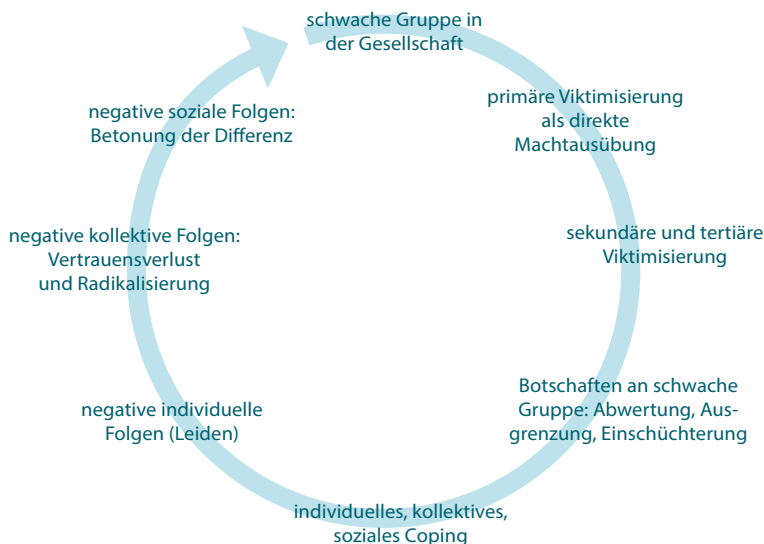 schwache Gruppe in
der Gesellschaft
primäre Viktimisierung
als direkte
Machtausübung
sekundäre und tertiäre
Viktimisierung
Botschaften an schwache
Gruppe: Abwertung, Aus-
grenzung, Einschüchterung
individuelles, kollektives,
soziales Coping
negative individuelle
Folgen (Leiden)
negative kollektive Folgen:
Vertrauensverlust
und Radikalisierung
negative soziale Folgen:
Betonung der Differenz